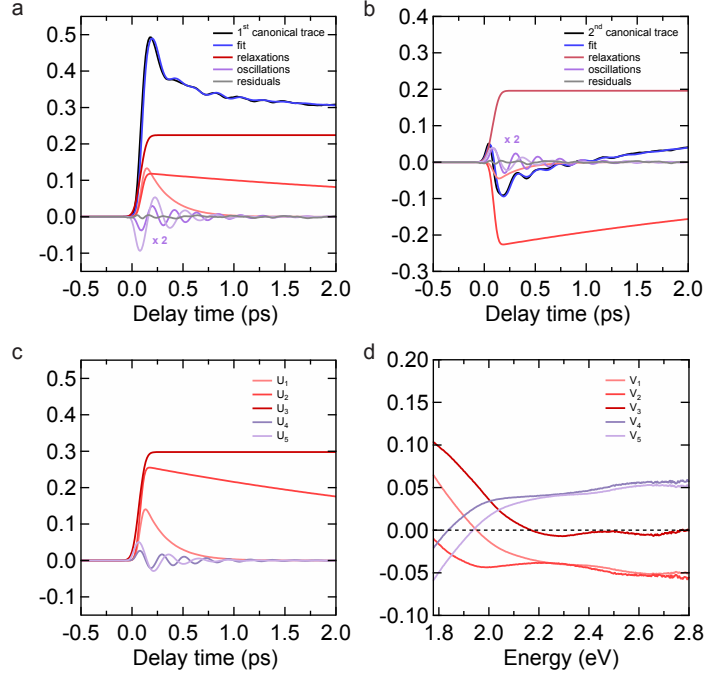 a
1st canonical trace
fit
relaxations
oscillations
residuals
x 2
0.5
0.4
0.3
0.2
0.1
0.0
-0.1
-0.5
0.0
0.5
1.0
1.5
2.0
Delay time (ps)
b
2nd canonical trace
fit
relaxations
oscillations
residuals
x 2
0.4
0.3
0.2
0.1
0.0
-0.1
-0.2
-0.3
-0.5
0.0
0.5
1.0
1.5
2.0
Delay time (ps)
c
U1
U2
U3
U4
U5
0.5
0.4
0.3
0.2
0.1
0.0
-0.1
-0.5
0.0
0.5
1.0
1.5
2.0
Delay time (ps)
d
V1
V2
V3
V4
V5
0.20
0.15
0.10
0.05
0.00
-0.05
-0.10
1.8
2.0
2.2
2.4
2.6
2.8
Energy (eV)